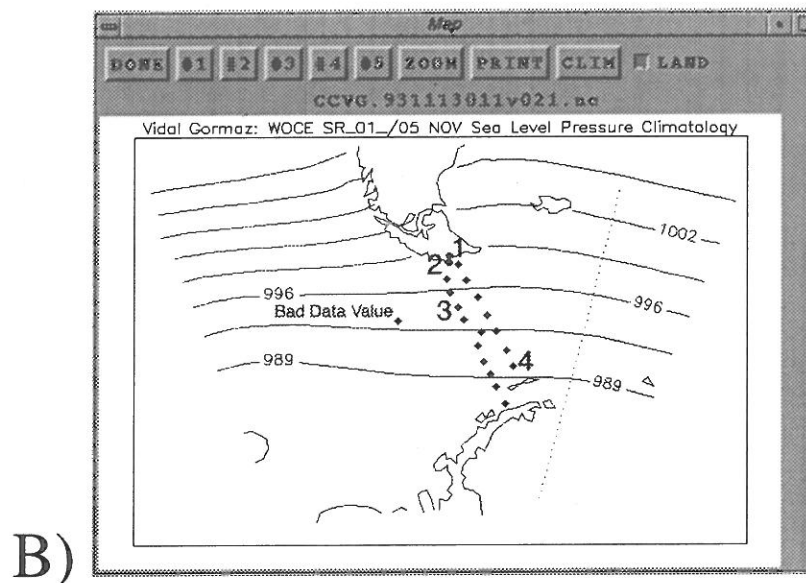 Map
DONE #1 #2 #3 #4 #5 ZOOM PRINT CLIM LAND
CCVG.931113011v021.nc
Vidal Gormaz: WOCE SR_01_/05 NOV Sea Level Pressure Climatology
1002
1
2
996
996
Bad Data Value
3
989
4
989
B)